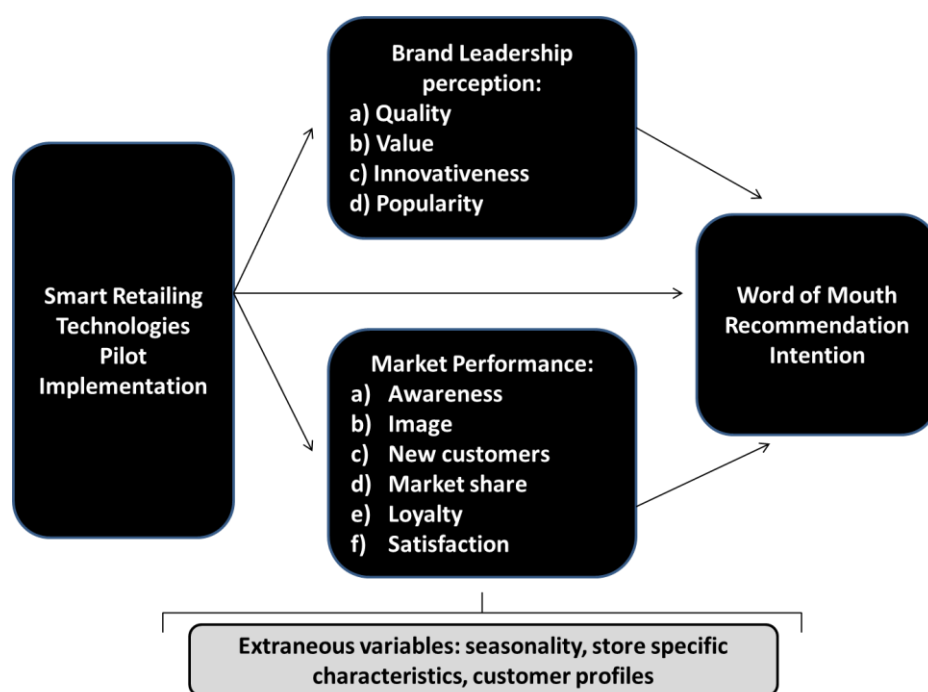 Brand Leadership
perception:
a) Quality
b) Value
c) Innovativeness
d) Popularity
Smart Retailing
Technologies
Pilot
Implementation
Word of Mouth
Recommendation
Intention
Market Performance:
a) Awareness
b) Image
c) New customers
d) Market share
e) Loyalty
f) Satisfaction
Extraneous variables: seasonality, store specific
characteristics, customer profiles